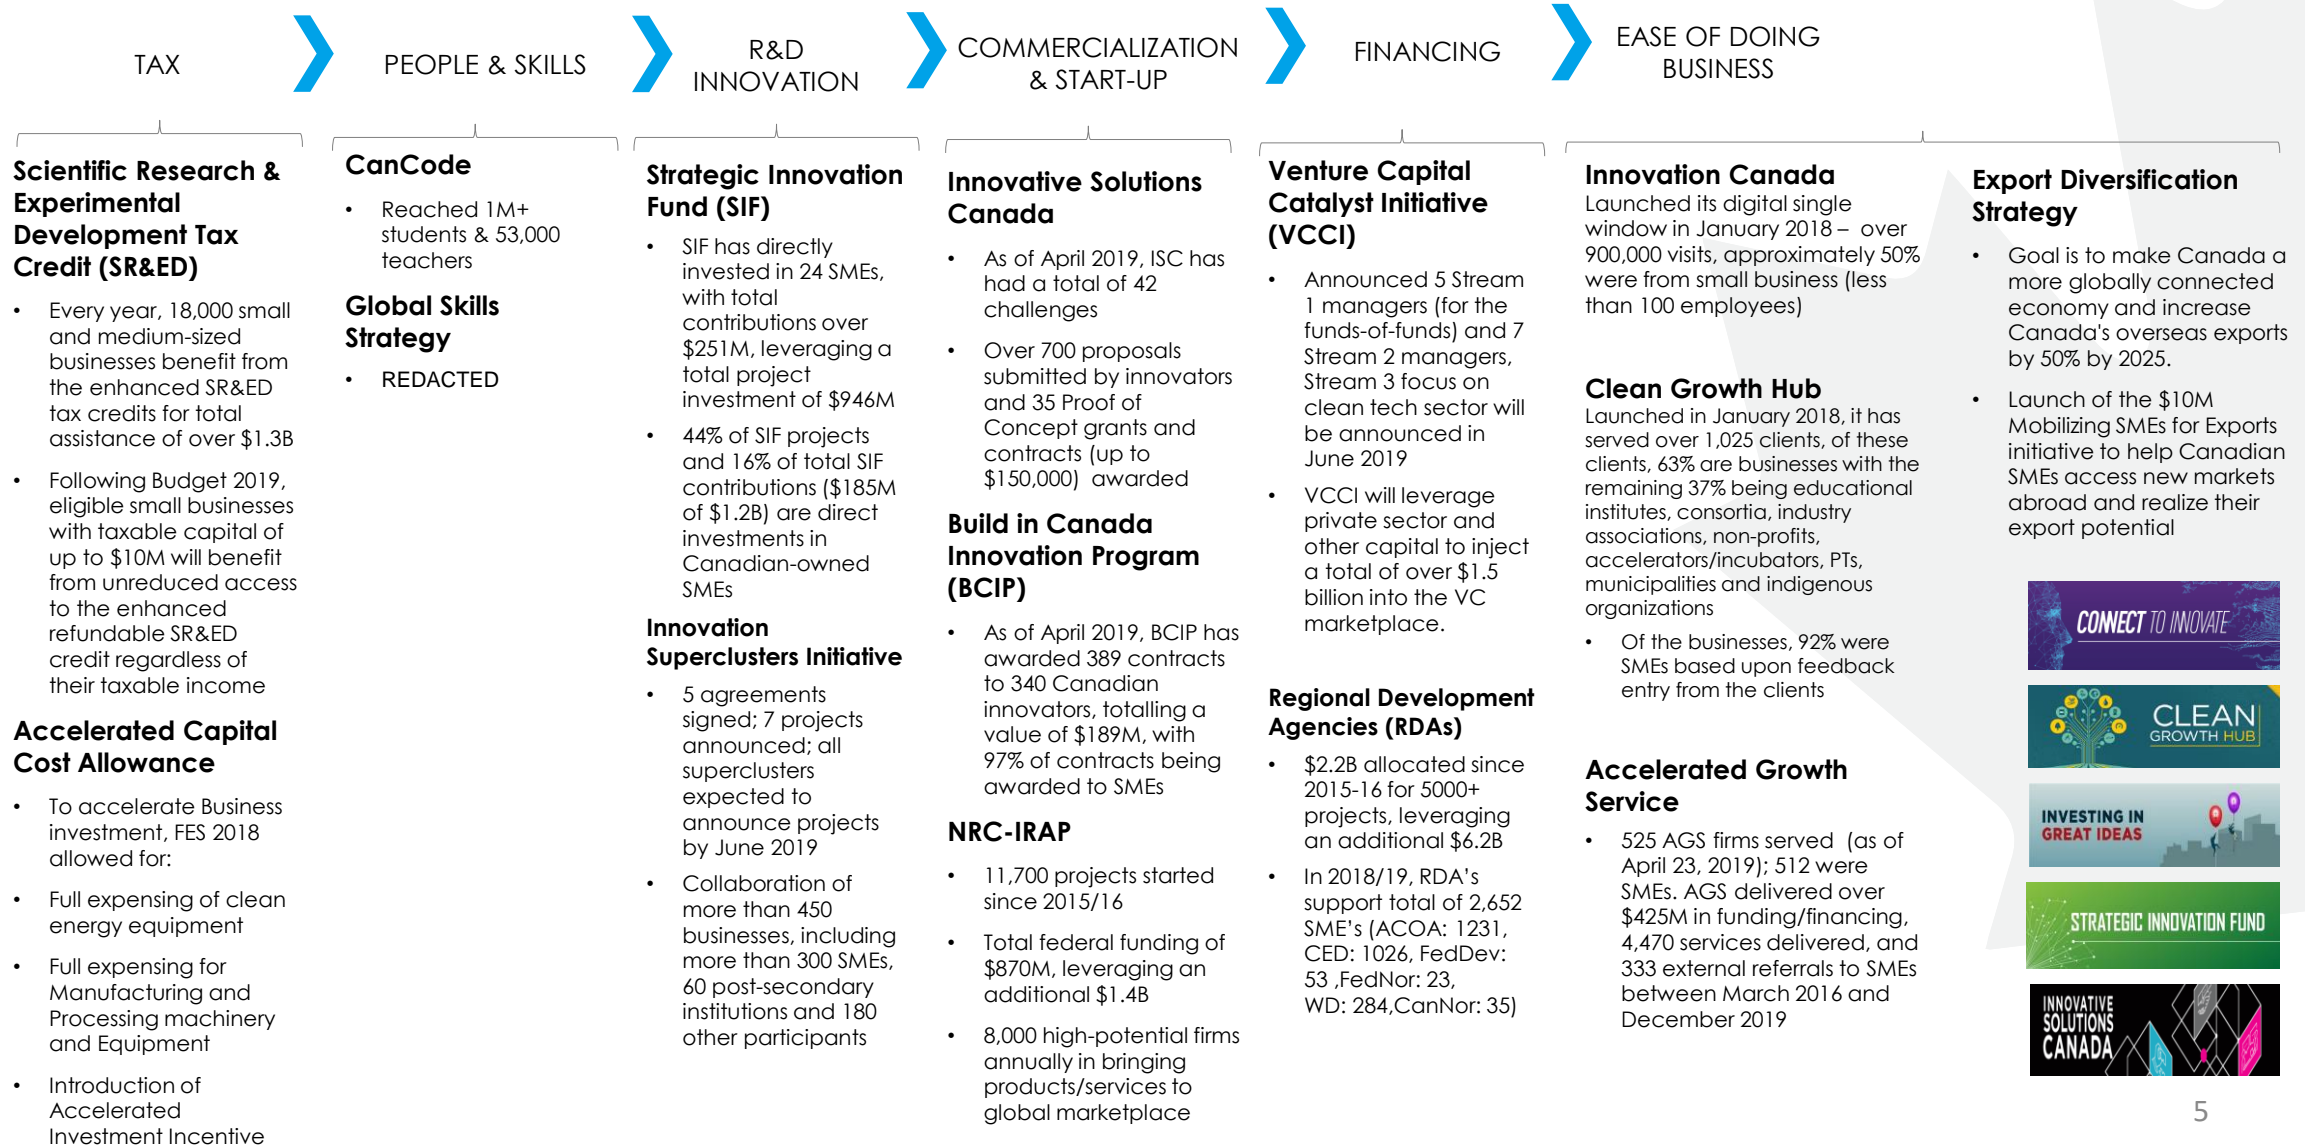 TAX
PEOPLE & SKILLS
R&D
INNOVATION
COMMERCIALIZATION
& START-UP
FINANCING
EASE OF DOING
BUSINESS
Scientific Research &
Experimental
Development Tax
Credit (SR&ED)
• Every year, 18,000 small
and medium-sized
businesses benefit from
the enhanced SR&ED
tax credits for total
assistance of over $1.3B
• Following Budget 2019,
eligible small businesses
with taxable capital of
up to $10M will benefit
from unreduced access
to the enhanced
refundable SR&ED
credit regardless of
their taxable income
Accelerated Capital
Cost Allowance
• To accelerate Business
investment, FES 2018
allowed for:
• Full expensing of clean
energy equipment
• Full expensing for
Manufacturing and
Processing machinery
and Equipment
• Introduction of
Accelerated
Investment Incentive
CanCode
• Reached 1M+
students & 53,000
teachers
Global Skills
Strategy
• REDACTED
Strategic Innovation
Fund (SIF)
• SIF has directly
invested in 24 SMEs,
with total
contributions over
$251M, leveraging a
total project
investment of $946M
• 44% of SIF projects
and 16% of total SIF
contributions ($185M
of $1.2B) are direct
investments in
Canadian-owned
SMEs
Innovation
Superclusters Initiative
• 5 agreements
signed; 7 projects
announced; all
superclusters
expected to
announce projects
by June 2019
• Collaboration of
more than 450
businesses, including
more than 300 SMEs,
60 post-secondary
institutions and 180
other participants
Innovative Solutions
Canada
• As of April 2019, ISC has
had a total of 42
challenges
• Over 700 proposals
submitted by innovators
and 35 Proof of
Concept grants and
contracts (up to
$150,000) awarded
Build in Canada
Innovation Program
(BCIP)
• As of April 2019, BCIP has
awarded 389 contracts
to 340 Canadian
innovators, totalling a
value of $189M, with
97% of contracts being
awarded to SMEs
NRC-IRAP
• 11,700 projects started
since 2015/16
• Total federal funding of
$870M, leveraging an
additional $1.4B
• 8,000 high-potential firms
annually in bringing
products/services to
global marketplace
Venture Capital
Catalyst Initiative
(VCCI)
• Announced 5 Stream
1 managers (for the
funds-of-funds) and 7
Stream 2 managers,
Stream 3 focus on
clean tech sector will
be announced in
June 2019
• VCCI will leverage
private sector and
other capital to inject
a total of over $1.5
billion into the VC
marketplace.
Regional Development
Agencies (RDAs)
• $2.2B allocated since
2015-16 for 5000+
projects, leveraging
an additional $6.2B
• In 2018/19, RDA's
support total of 2,652
SME's (ACOA: 1231,
CED: 1026, FedDev:
53 ,FedNor: 23,
WD: 284,CanNor: 35)
Innovation Canada
Launched its digital single
window in January 2018 – over
900,000 visits, approximately 50%
were from small business (less
than 100 employees)
Clean Growth Hub
Launched in January 2018, it has
served over 1,025 clients, of these
clients, 63% are businesses with the
remaining 37% being educational
institutes, consortia, industry
associations, non-profits,
accelerators/incubators, PTs,
municipalities and indigenous
organizations
• Of the businesses, 92% were
SMEs based upon feedback
entry from the clients
Accelerated Growth
Service
• 525 AGS firms served (as of
April 23, 2019); 512 were
SMEs. AGS delivered over
$425M in funding/financing,
4,470 services delivered, and
333 external referrals to SMEs
between March 2016 and
December 2019
Export Diversification
Strategy
• Goal is to make Canada a
more globally connected
economy and increase
Canada's overseas exports
by 50% by 2025.
• Launch of the $10M
Mobilizing SMEs for Exports
initiative to help Canadian
SMEs access new markets
abroad and realize their
export potential
CONNECT TO INNOVATE
CLEAN
GROWTH HUB
INVESTING IN
GREAT IDEAS
STRATEGIC INNOVATION FUND
INNOVATIVE
SOLUTIONS
CANADA
5